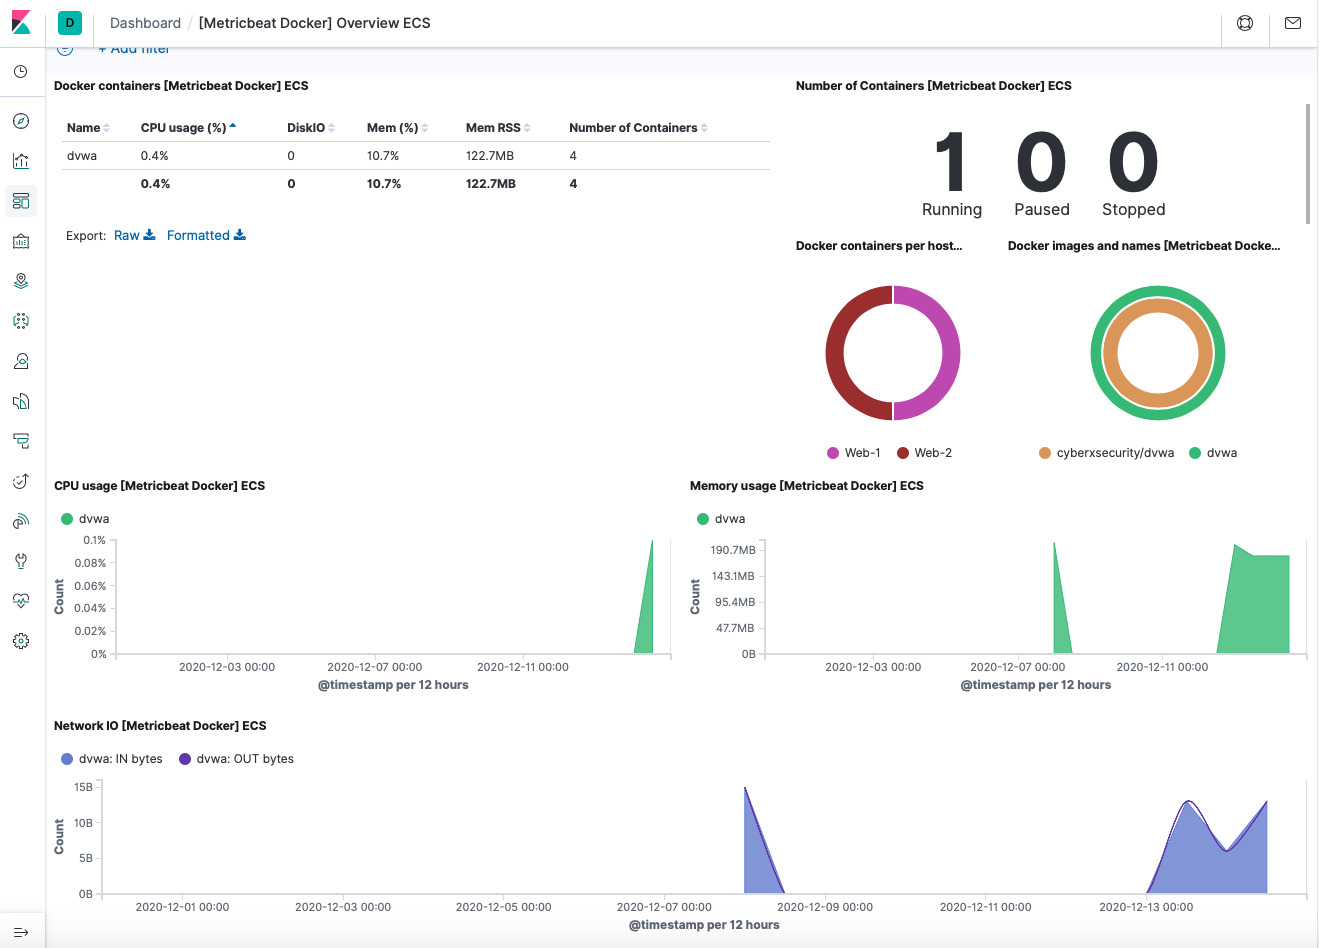 D Dashboard / [Metricbeat Docker] Overview ECS
+ Add filter
Docker containers [Metricbeat Docker] ECS
Name CPU usage (%) DiskIO Mem (%) Mem RSS Number of Containers
dvwa 0.4% 0 10.7% 122.7MB 4
0.4% 0 10.7% 122.7MB 4
Export: Raw Formatted
Number of Containers [Metricbeat Docker] ECS
1 0 0
Running Paused Stopped
Docker containers per host...
Web-1 Web-2
Docker images and names [Metricbeat Docke...
cyberxsecurity/dvwa dvwa
CPU usage [Metricbeat Docker] ECS
dvwa
0.1%
0.08%
0.06%
0.04%
0.02%
0%
Count
2020-12-03 00:00 2020-12-07 00:00 2020-12-11 00:00
@timestamp per 12 hours
Memory usage [Metricbeat Docker] ECS
dvwa
190.7MB
143.1MB
95.4MB
47.7MB
0B
Count
2020-12-03 00:00 2020-12-07 00:00 2020-12-11 00:00
@timestamp per 12 hours
Network IO [Metricbeat Docker] ECS
dvwa: IN bytes dvwa: OUT bytes
15B
10B
5B
0B
Count
2020-12-01 00:00 2020-12-03 00:00 2020-12-05 00:00 2020-12-07 00:00 2020-12-09 00:00 2020-12-11 00:00 2020-12-13 00:00
@timestamp per 12 hours